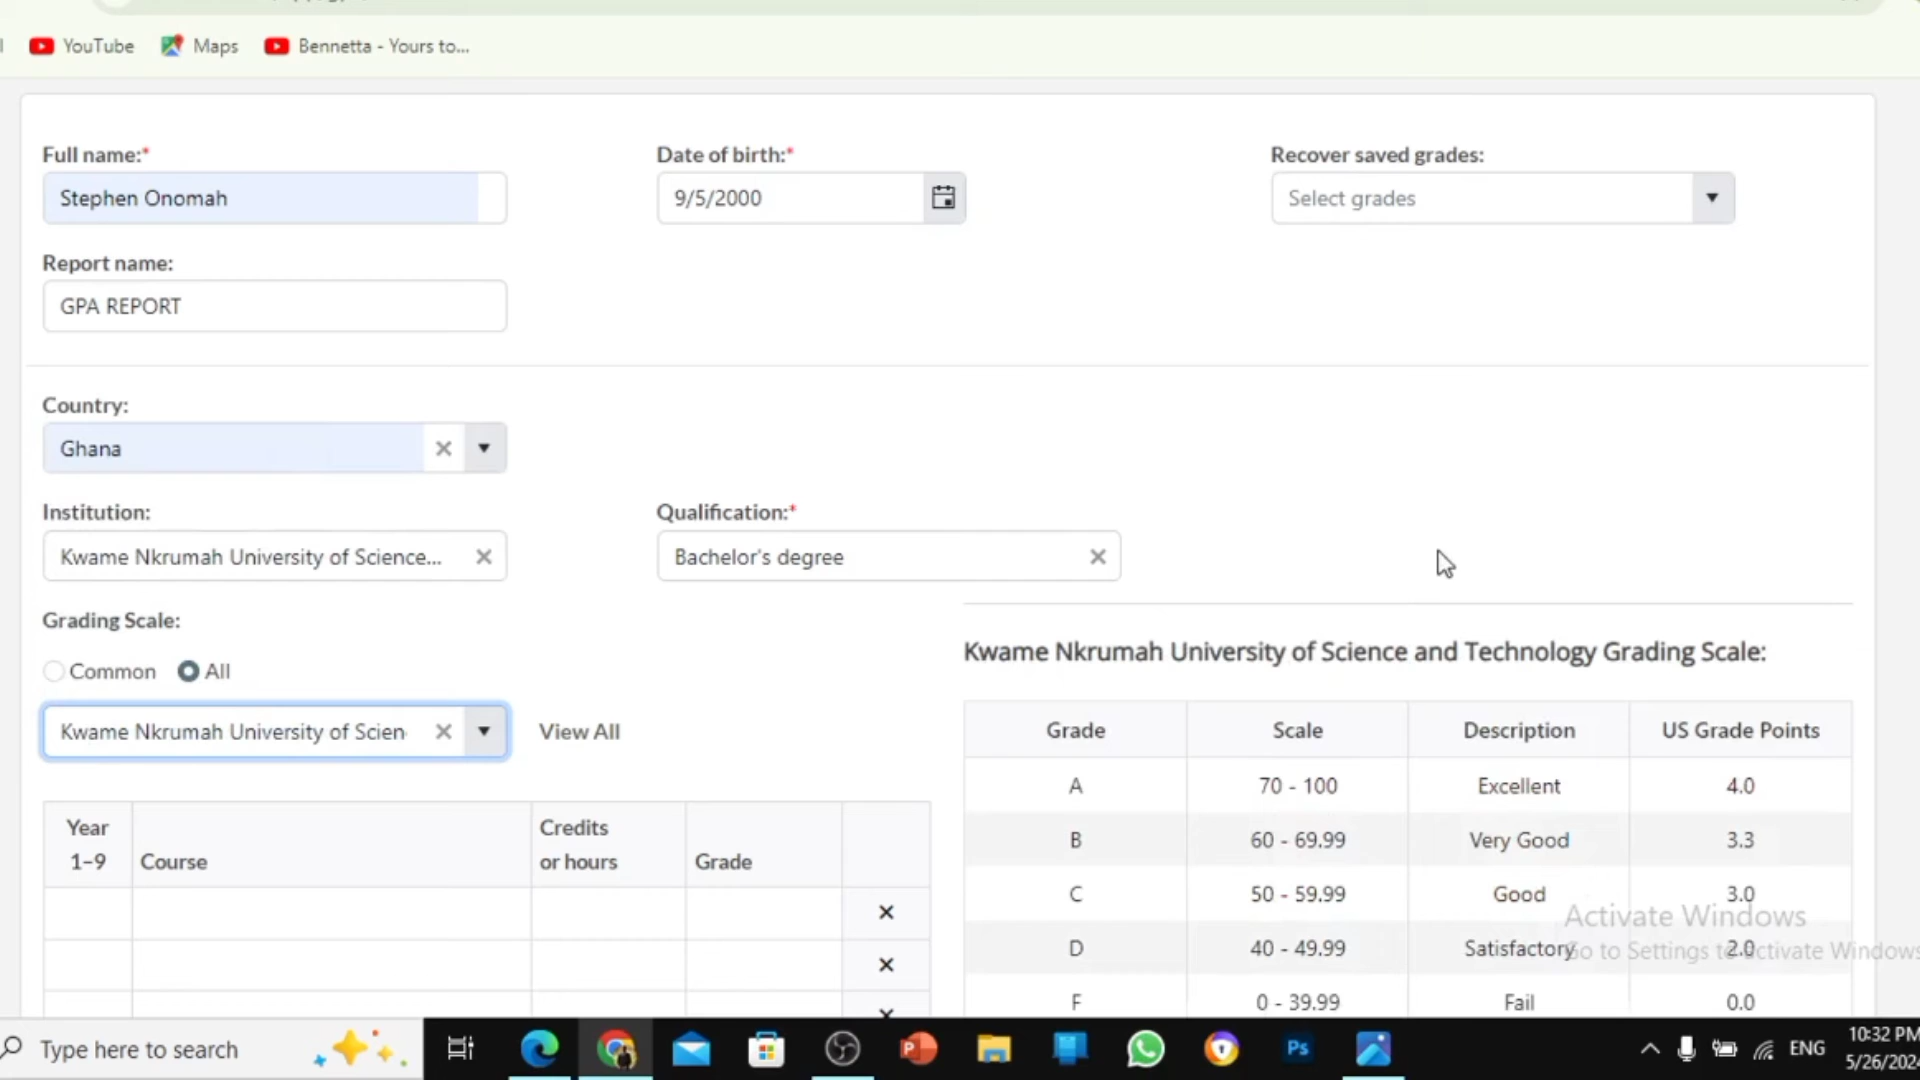 YouTube Maps Bennetta - Yours to...
Full name:* Date of birth:* Recover saved grades:
Stephen Onomah 9/5/2000 Select grades
Report name:
GPA REPORT
Country:
Ghana
Institution: Qualification:*
Kwame Nkrumah University of Science... Bachelor's degree
Grading Scale:
Common All
Kwame Nkrumah University of Scien View All
Kwame Nkrumah University of Science and Technology Grading Scale:
Grade Scale Description US Grade Points
A 70 - 100 Excellent 4.0
B 60 - 69.99 Very Good 3.3
C 50 - 59.99 Good 3.0
D 40 - 49.99 Satisfactory 2.0
F 0 - 39.99 Fail 0.0
Year
1-9 Course Credits
or hours Grade
Activate Windows
Go to Settings to activate Windows
Type here to search
Ps
ENG
10:32 PM
5/26/202